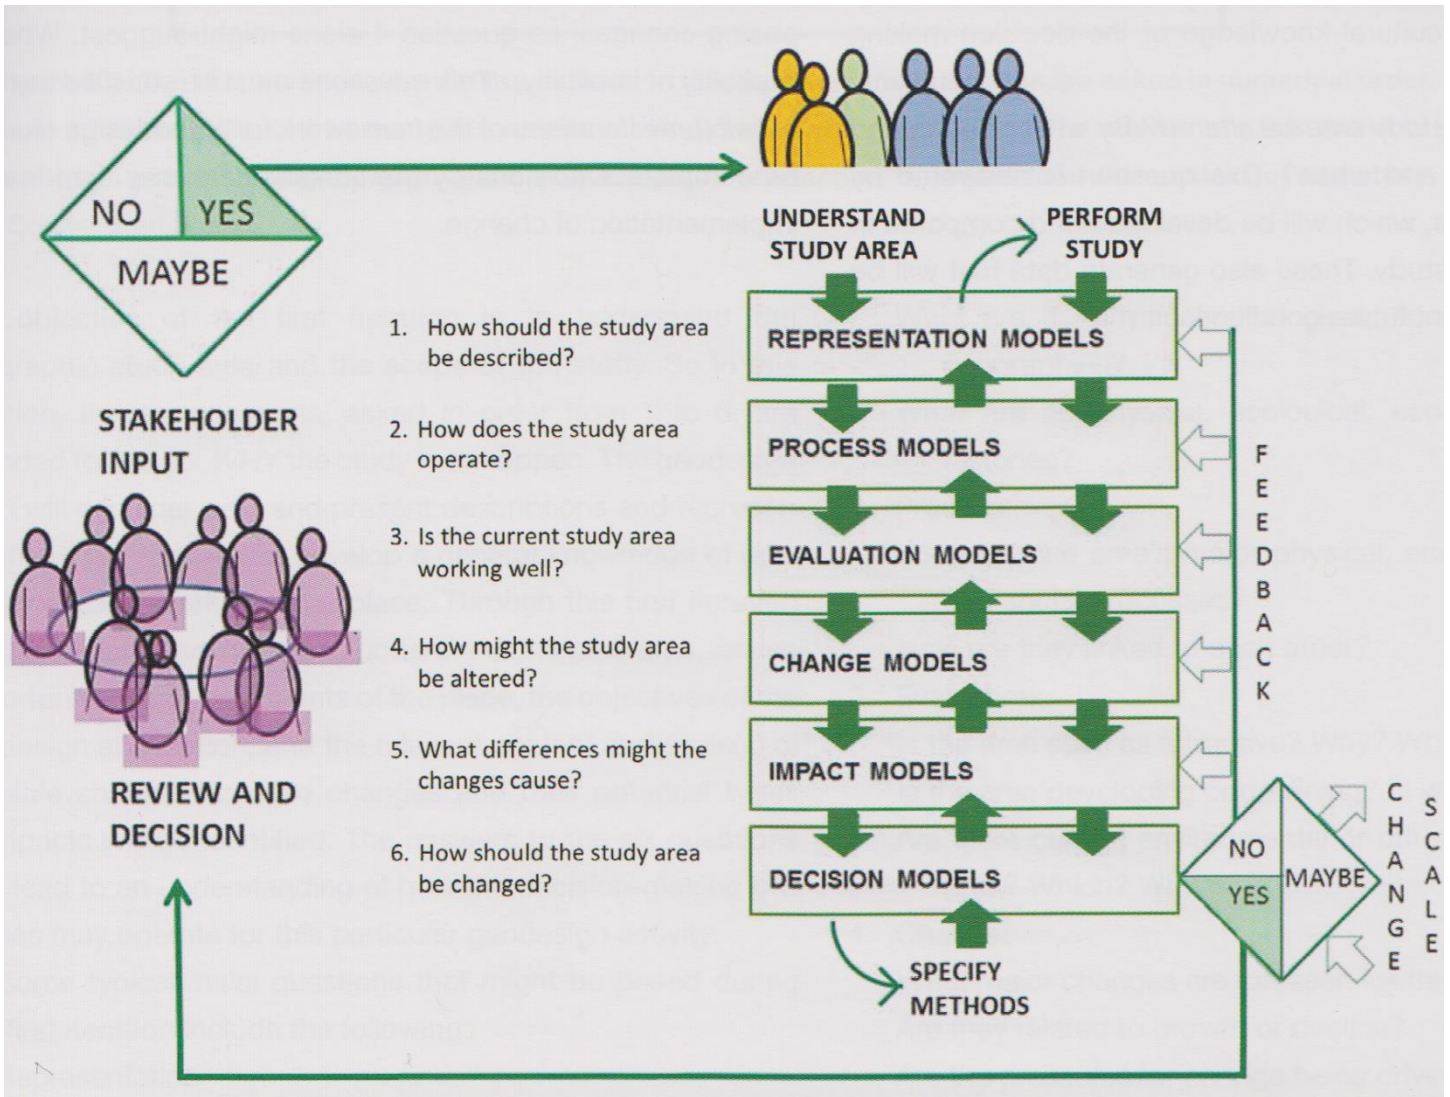 NO
YES
MAYBE
UNDERSTAND
STUDY AREA
PERFORM
STUDY
STAKEHOLDER
INPUT
REVIEW AND
DECISION
1. How should the study area
be described?
2. How does the study area
operate?
3. Is the current study area
working well?
4. How might the study area
be altered?
5. What differences might the
changes cause?
6. How should the study area
be changed?
REPRESENTATION MODELS
PROCESS MODELS
EVALUATION MODELS
CHANGE MODELS
IMPACT MODELS
DECISION MODELS
SPECIFY
METHODS
FEEDBACK
NO
YES
MAYBE
CHANGE
SCALE